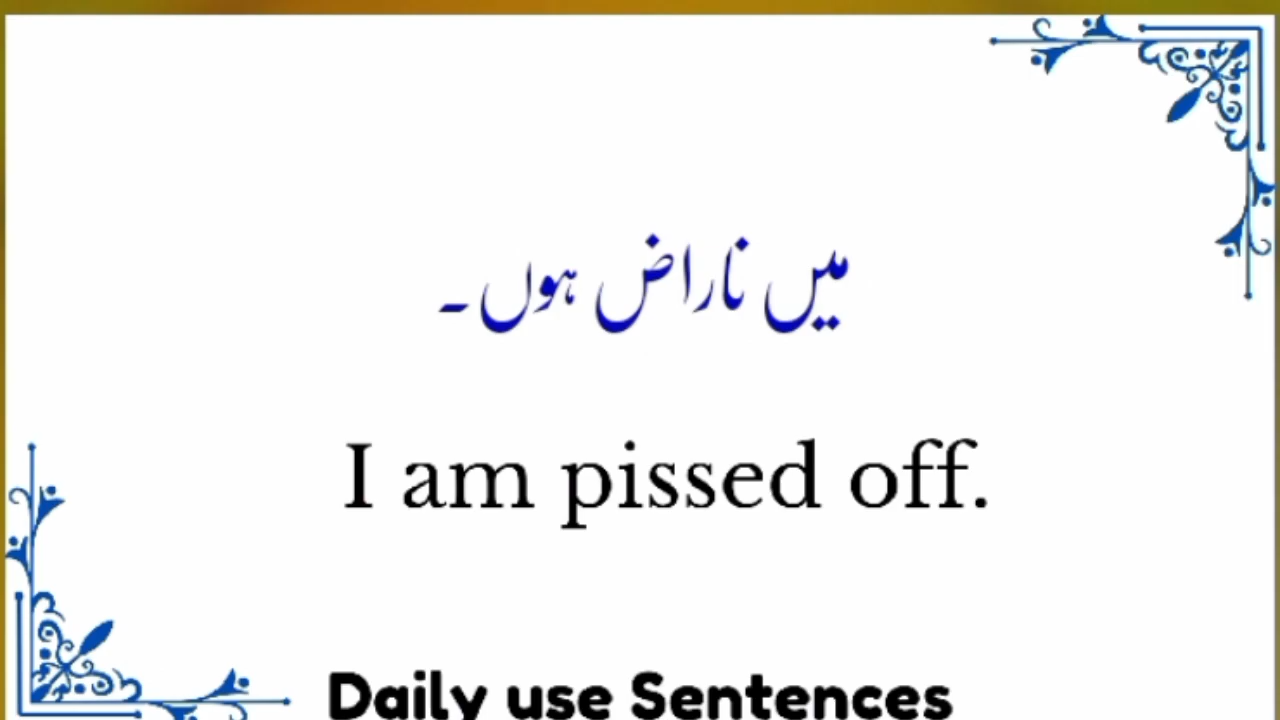 میں ناراض ہوں۔
I am pissed off.
Daily use Sentences